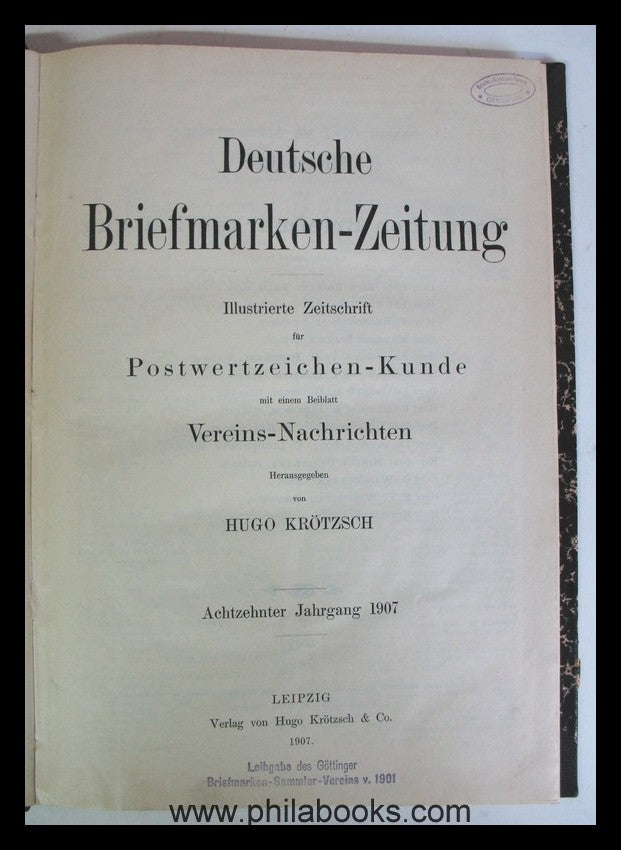 Deutsche
Briefmarken-Zeitung
Illustrierte Zeitschrift
für
Postwertzeichen-Kunde
mit einem Beiblatt
Vereins-Nachrichten
Herausgegeben
von
HUGO KRÖTZSCH
Achtzehnter Jahrgang 1907
LEIPZIG
Verlag von Hugo Krötzsch & Co.
1907.
Leihgabe des Göttinger
Briefmarken-Sammler-Vereins v. 1901
www.philabooks.com